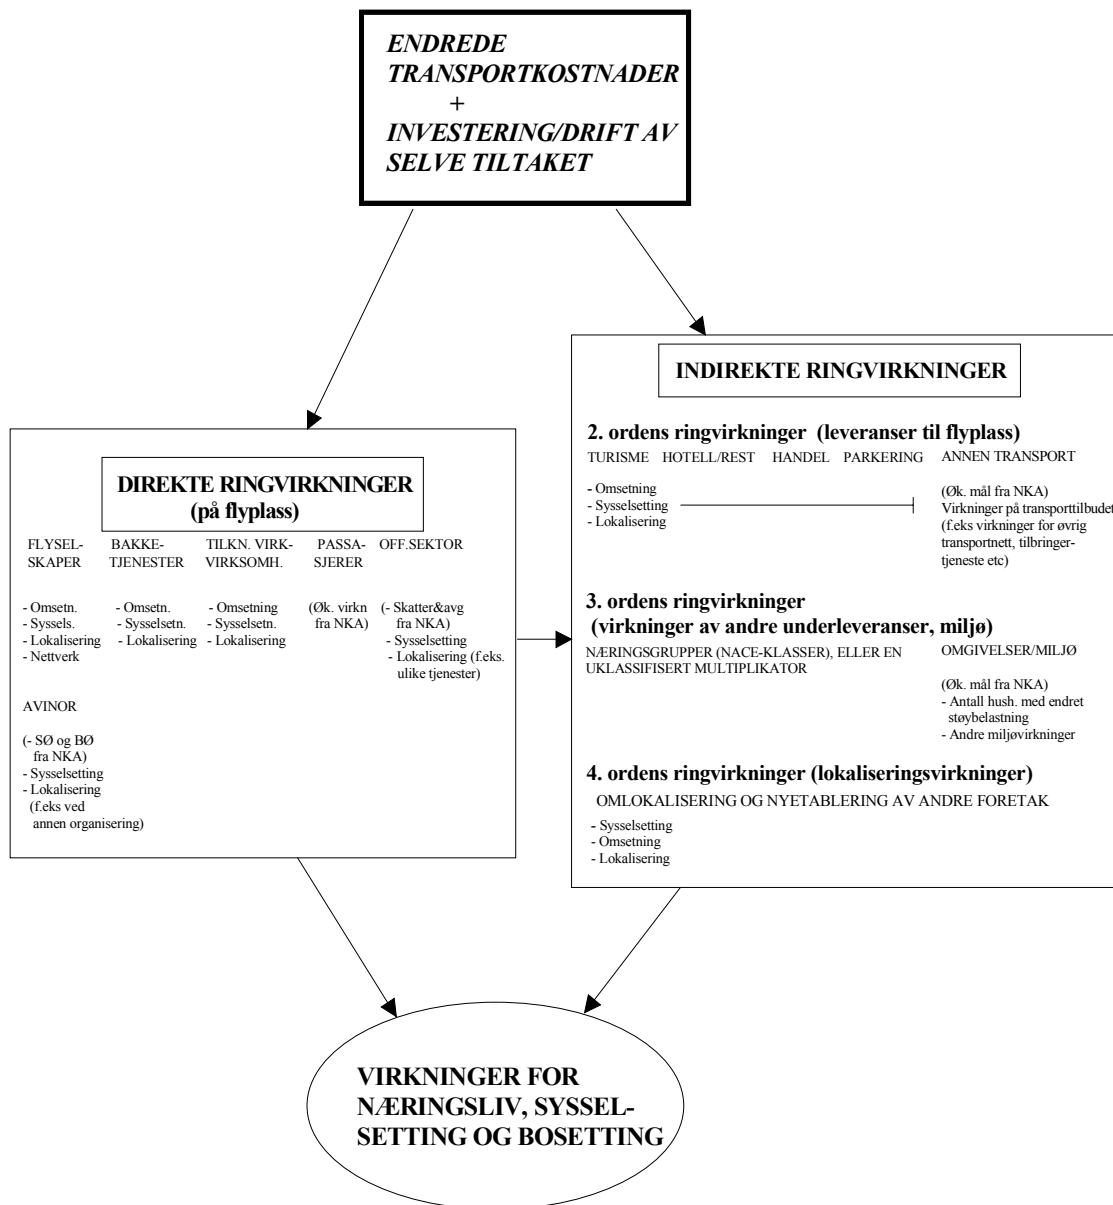 ENDREDE
TRANSPORTKOSTNADER
+
INVESTERING/DRIFT AV
SELVE TILTAKET
DIREKTE RINGVIRKNINGER
(på flyplass)
FLYSEL-
SKAPER
- Omsetn.
- Syssels.
- Lokalisering
- Nettverk
BAKKE-
TJENESTER
- Omsetn.
- Sysselsetn.
- Lokalisering
TILKN. VIRK-
VIRKSOMH.
- Omsetning
- Sysselsetn.
- Lokalisering
PASSA-
SJERER
(Øk. virkn
fra NKA)
OFF.SEKTOR
(- Skatter&avg
fra NKA)
- Sysselsetting
- Lokalisering (f.eks.
ulike tjenester)
AVINOR
(- SØ og BØ
fra NKA)
- Sysselsetting
- Lokalisering
(f.eks ved
annen organisering)
INDIREKTE RINGVIRKNINGER
2. ordens ringvirkninger (leveranser til flyplass)
TURISME HOTELL/REST HANDEL PARKERING
- Omsetning
- Sysselsetting
- Lokalisering
ANNEN TRANSPORT
(Øk. mål fra NKA)
Virkninger på transporttilbudet
(f.eks virkninger for øvrig
transportnett, tilbringer-
tjeneste etc)
3. ordens ringvirkninger
(virkninger av andre underleveranser, miljø)
NÆRINGSGRUPPER (NACE-KLASSER), ELLER EN
UKLASSIFISERT MULTIPLIKATOR
OMGIVELSER/MILJØ
(Øk. mål fra NKA)
- Antall hush. med endret
støybelastning
- Andre miljøvirkninger
4. ordens ringvirkninger (lokaliseringsvirkninger)
OMLOKALISERING OG NYETABLERING AV ANDRE FORETAK
- Sysselsetting
- Omsetning
- Lokalisering
VIRKNINGER FOR
NÆRINGSLIV, SYSSEL-
SETTING OG BOSETTING